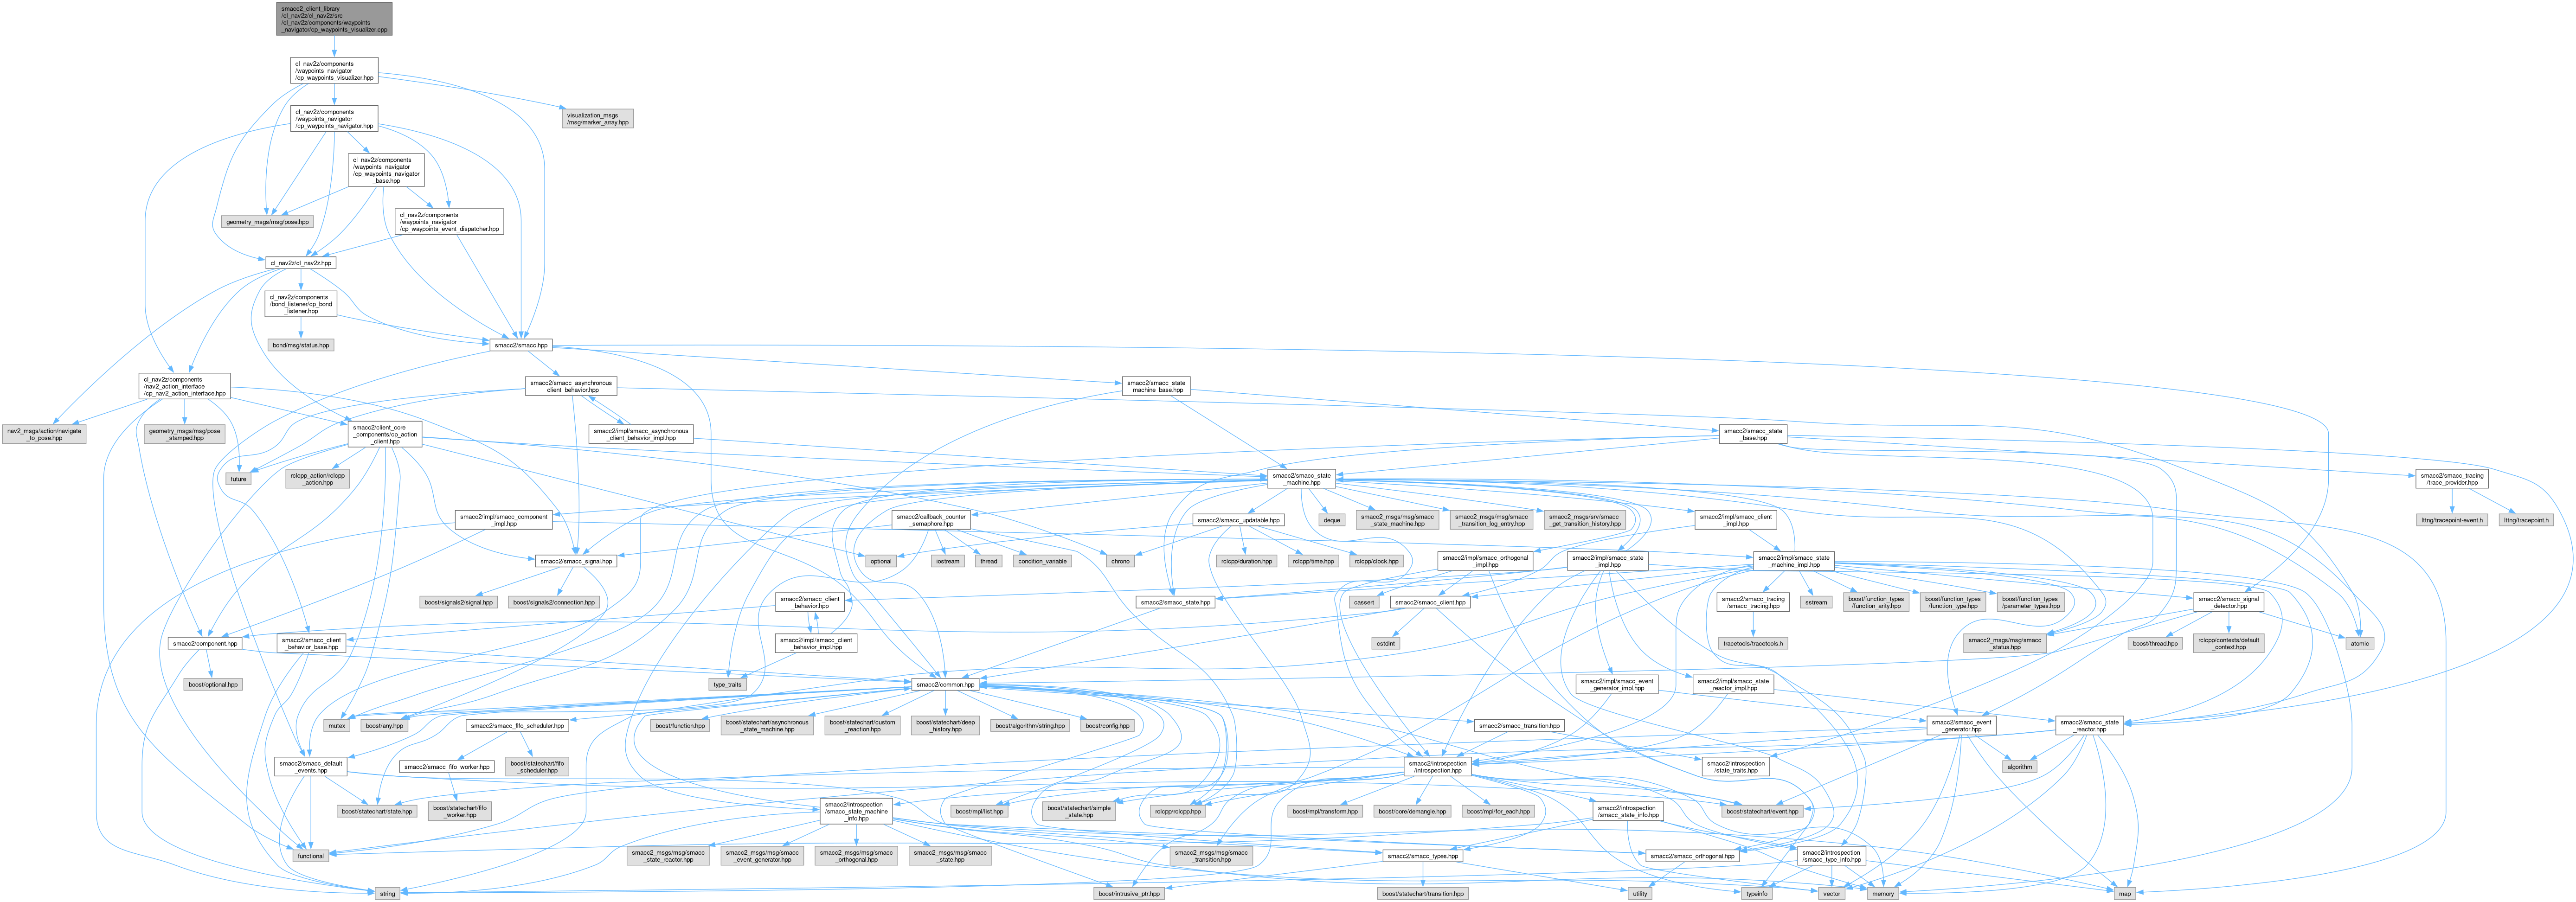 smacc2_client_library
/cl_nav2z/cl_nav2z/src
/cl_nav2z/components/waypoints
_navigator/cp_waypoints_visualizer.cpp
cl_nav2z/components
/waypoints_navigator
/cp_waypoints_visualizer.hpp
cl_nav2z/components
/waypoints_navigator
/cp_waypoints_navigator.hpp
visualization_msgs
/msg/marker_array.hpp
cl_nav2z/components
/waypoints_navigator
/cp_waypoints_navigator
_base.hpp
geometry_msgs/msg/pose.hpp
cl_nav2z/components
/waypoints_navigator
/cp_waypoints_event_dispatcher.hpp
cl_nav2z/cl_nav2z.hpp
cl_nav2z/components
/bond_listener/cp_bond
_listener.hpp
bond/msg/status.hpp
smacc2/smacc.hpp
cl_nav2z/components
/nav2_action_interface
/cp_nav2_action_interface.hpp
smacc2/smacc_asynchronous
_client_behavior.hpp
smacc2/smacc_state
_machine_base.hpp
nav2_msgs/action/navigate
_to_pose.hpp
geometry_msgs/msg/pose
_stamped.hpp
smacc2/client_core
_components/cp_action
_client.hpp
smacc2/impl/smacc_asynchronous
_client_behavior_impl.hpp
smacc2/smacc_state
_base.hpp
future
rclcpp_action/rclcpp
_action.hpp
smacc2/smacc_state
_machine.hpp
smacc2/smacc_tracing
/trace_provider.hpp
smacc2/impl/smacc_component
_impl.hpp
smacc2/callback_counter
_semaphore.hpp
smacc2/smacc_updatable.hpp
deque
smacc2_msgs/msg/smacc
_state_machine.hpp
smacc2_msgs/msg/smacc
_transition_log_entry.hpp
smacc2_msgs/srv/smacc
_get_transition_history.hpp
smacc2/impl/smacc_client
_impl.hpp
lttng/tracepoint-event.h
lttng/tracepoint.h
smacc2/smacc_signal.hpp
optional
iostream
thread
condition_variable
chrono
rclcpp/duration.hpp
rclcpp/time.hpp
rclcpp/clock.hpp
smacc2/impl/smacc_orthogonal
_impl.hpp
smacc2/impl/smacc_state
_impl.hpp
smacc2/impl/smacc_state
_machine_impl.hpp
boost/signals2/signal.hpp
boost/signals2/connection.hpp
smacc2/smacc_client
_behavior.hpp
smacc2/smacc_state.hpp
cassert
smacc2/smacc_client.hpp
smacc2/smacc_tracing
/smacc_tracing.hpp
sstream
boost/function_types
/function_arity.hpp
boost/function_types
/function_type.hpp
boost/function_types
/parameter_types.hpp
smacc2/smacc_signal
_detector.hpp
smacc2/component.hpp
smacc2/smacc_client
_behavior_base.hpp
smacc2/impl/smacc_client
_behavior_impl.hpp
cstdint
tracetools/tracetools.h
smacc2_msgs/msg/smacc
_status.hpp
boost/thread.hpp
rclcpp/contexts/default
_context.hpp
atomic
boost/optional.hpp
type_traits
smacc2/common.hpp
smacc2/impl/smacc_event
_generator_impl.hpp
smacc2/impl/smacc_state
_reactor_impl.hpp
mutex
boost/any.hpp
smacc2/smacc_fifo_scheduler.hpp
boost/function.hpp
boost/statechart/asynchronous
_state_machine.hpp
boost/statechart/custom
_reaction.hpp
boost/statechart/deep
_history.hpp
boost/algorithm/string.hpp
boost/config.hpp
smacc2/smacc_transition.hpp
smacc2/smacc_event
_generator.hpp
smacc2/smacc_state
_reactor.hpp
smacc2/smacc_default
_events.hpp
smacc2/smacc_fifo_worker.hpp
boost/statechart/fifo
_scheduler.hpp
smacc2/introspection
/introspection.hpp
smacc2/introspection
/state_traits.hpp
algorithm
boost/statechart/state.hpp
boost/statechart/fifo
_worker.hpp
smacc2/introspection
/smacc_state_machine
_info.hpp
boost/mpl/list.hpp
boost/statechart/simple
_state.hpp
rclcpp/rclcpp.hpp
boost/mpl/transform.hpp
boost/core/demangle.hpp
boost/mpl/for_each.hpp
smacc2/introspection
/smacc_state_info.hpp
boost/statechart/event.hpp
functional
smacc2_msgs/msg/smacc
_state_reactor.hpp
smacc2_msgs/msg/smacc
_event_generator.hpp
smacc2_msgs/msg/smacc
_orthogonal.hpp
smacc2_msgs/msg/smacc
_state.hpp
smacc2_msgs/msg/smacc
_transition.hpp
smacc2/smacc_types.hpp
smacc2/smacc_orthogonal.hpp
smacc2/introspection
/smacc_type_info.hpp
string
boost/intrusive_ptr.hpp
boost/statechart/transition.hpp
utility
typeinfo
vector
memory
map